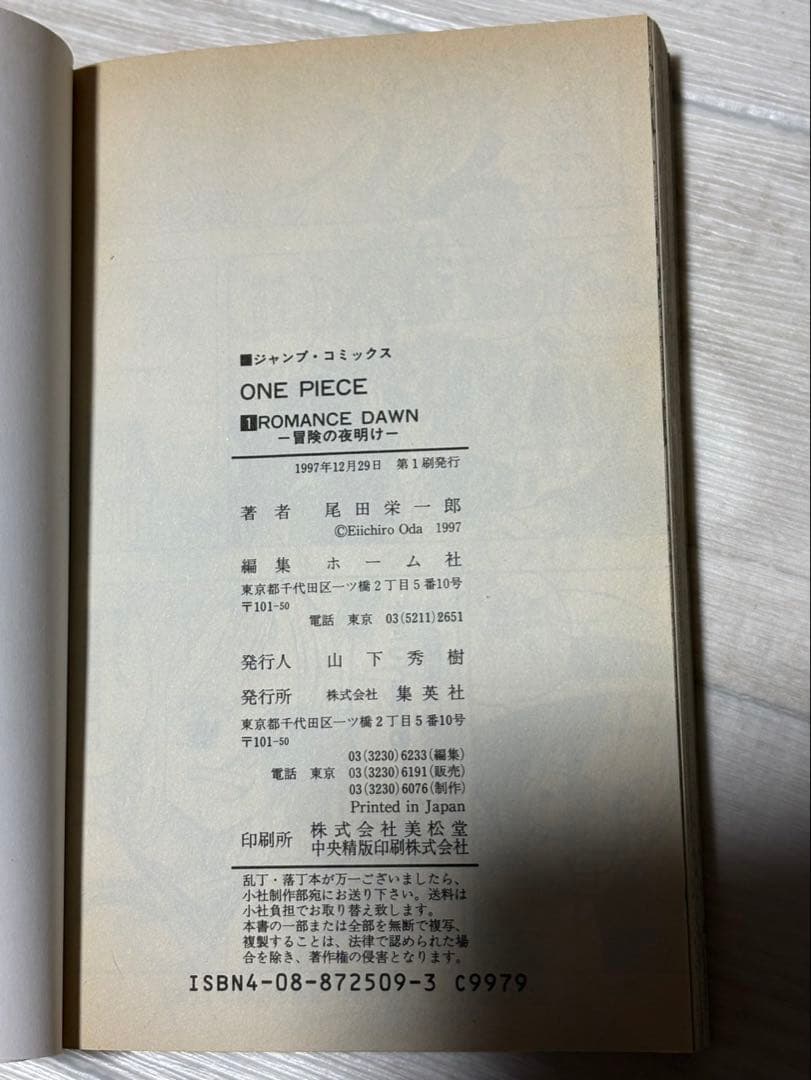 ■ジャンプ・コミックス
ONE PIECE
1 ROMANCE DAWN
―冒険の夜明け―
1997年12月29日 第1刷発行
著者 尾田栄一郎
©Eiichiro Oda 1997
編集 ホーム社
東京都千代田区一ツ橋2丁目5番10号
〒101-50
電話 東京 03(5211)2651
発行人 山下秀樹
発行所 株式会社 集英社
東京都千代田区一ツ橋2丁目5番10号
〒101-50
03(3230)6233(編集)
電話 東京 03(3230)6191(販売)
03(3230)6076(制作)
Printed in Japan
印刷所 株式会社美松堂
中央精版印刷株式会社
乱丁・落丁本が万一ございましたら、
小社制作部宛にお送り下さい。送料は
小社負担でお取り替え致します。
本書の一部または全部を無断で複写、
複製することは、法律で認められた場
合を除き、著作権の侵害となります。
ISBN4-08-872509-3 C9979